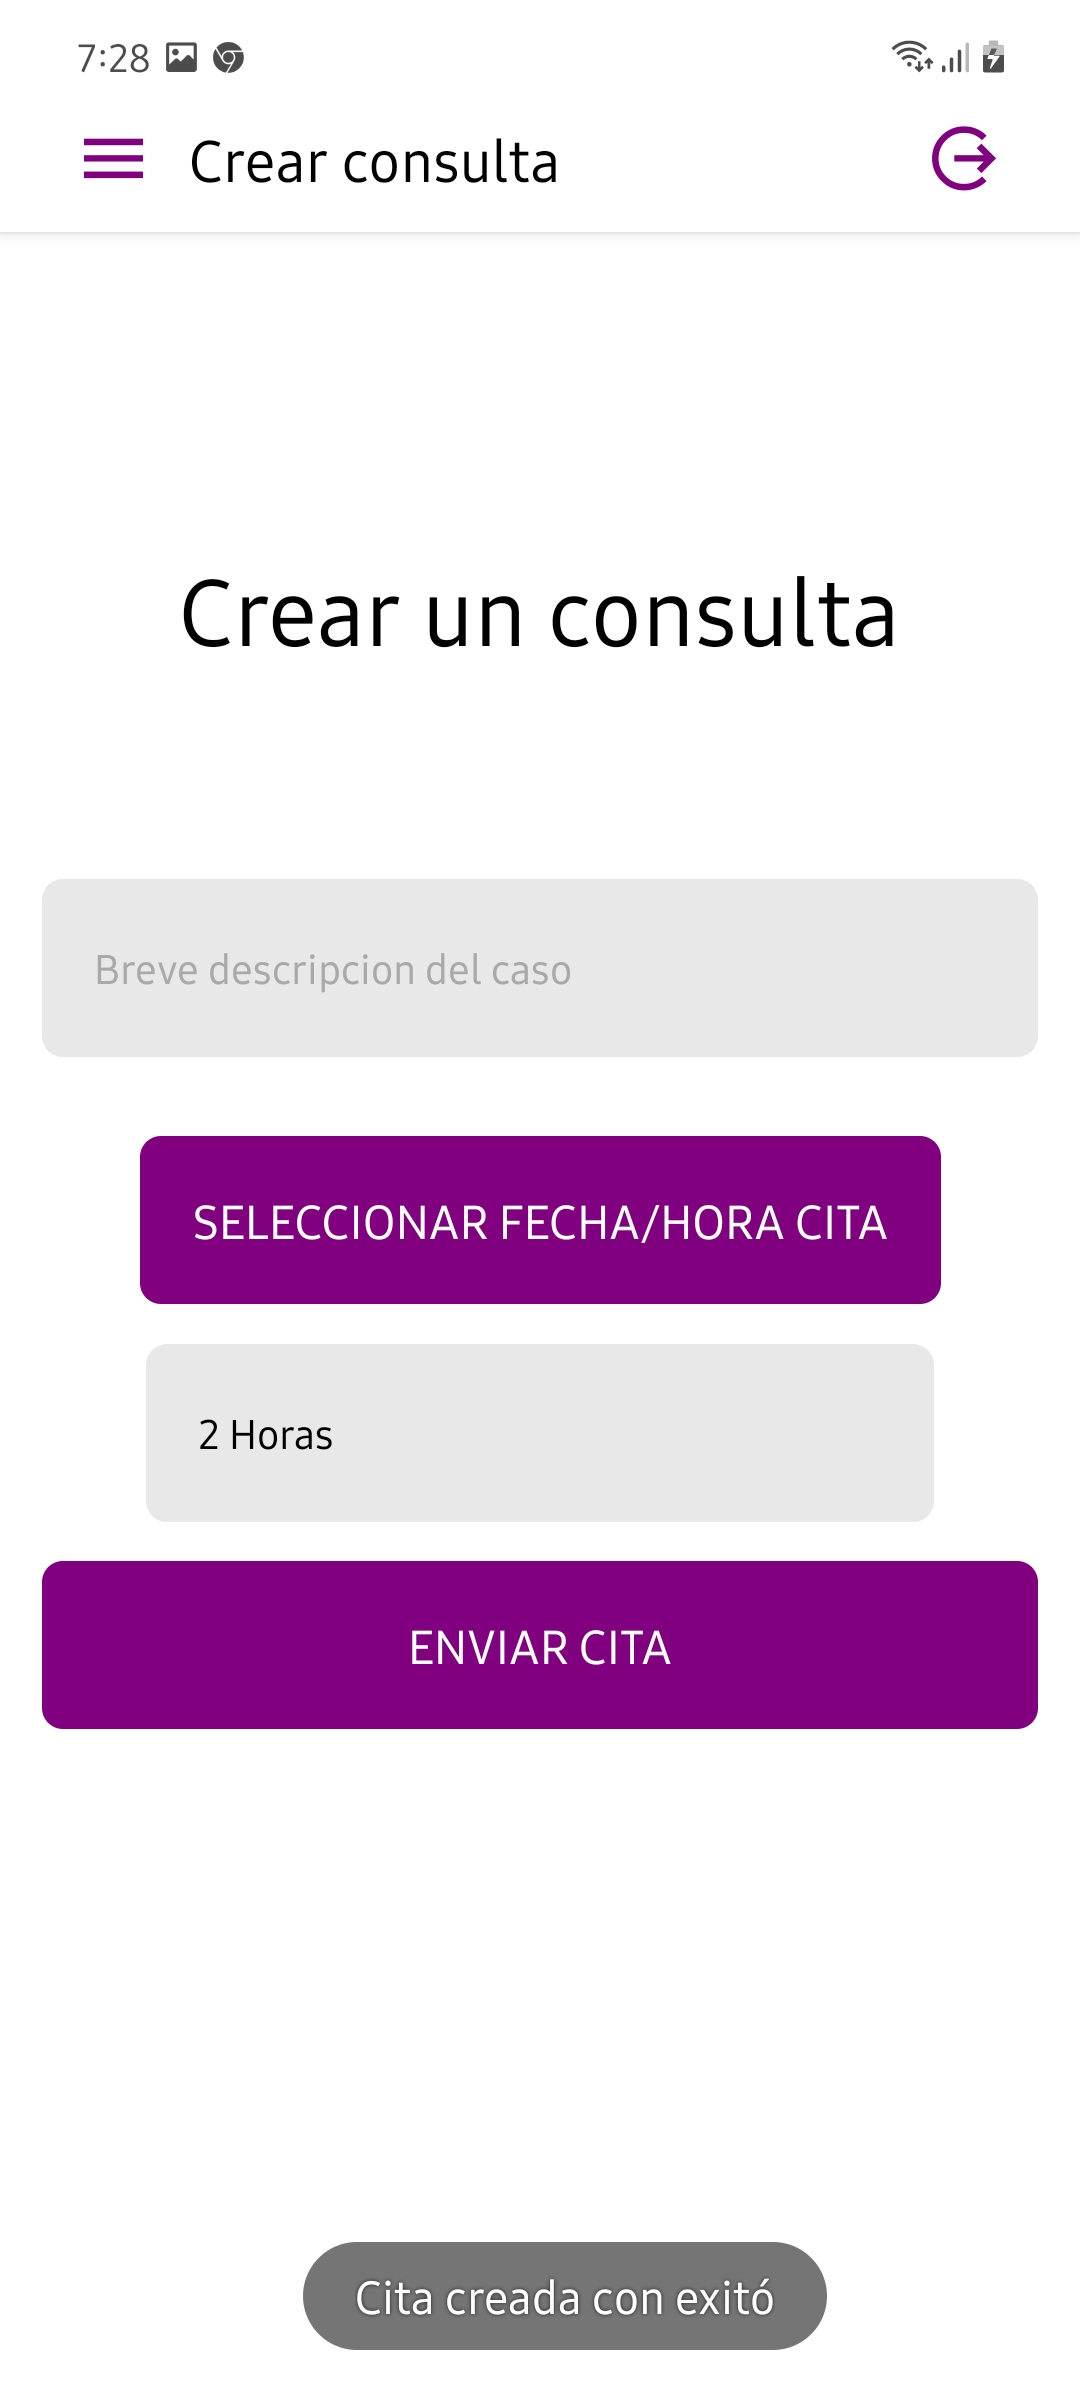 7:28
Crear consulta
Crear un consulta
Breve descripcion del caso
SELECCIONAR FECHA/HORA CITA
2 Horas
ENVIAR CITA
Cita creada con exitó